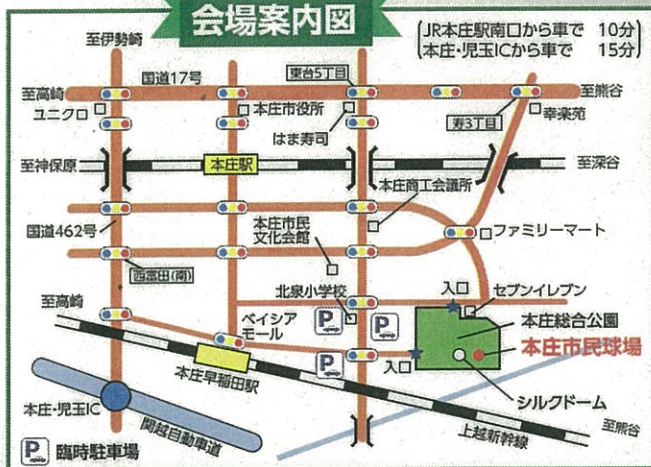 会場案内図
JR本庄駅南口から車で 10分
本庄・児玉ICから車で 15分
至伊勢崎
国道17号
東台5丁目
至高崎
至熊谷
ユニクロ
本庄市役所
はま寿司
寿3丁目
幸楽苑
至神保原
本庄駅
至深谷
本庄商工会議所
国道462号
本庄市民
文化会館
ファミリーマート
西富田(南)
北泉小学校
入口
セブンイレブン
至高崎
ベイシア
モール
P
P
本庄総合公園
本庄市民球場
P
入口
本庄早稲田駅
シルクドーム
本庄・児玉IC
関越自動車道
上越新幹線
至熊谷
P 臨時駐車場